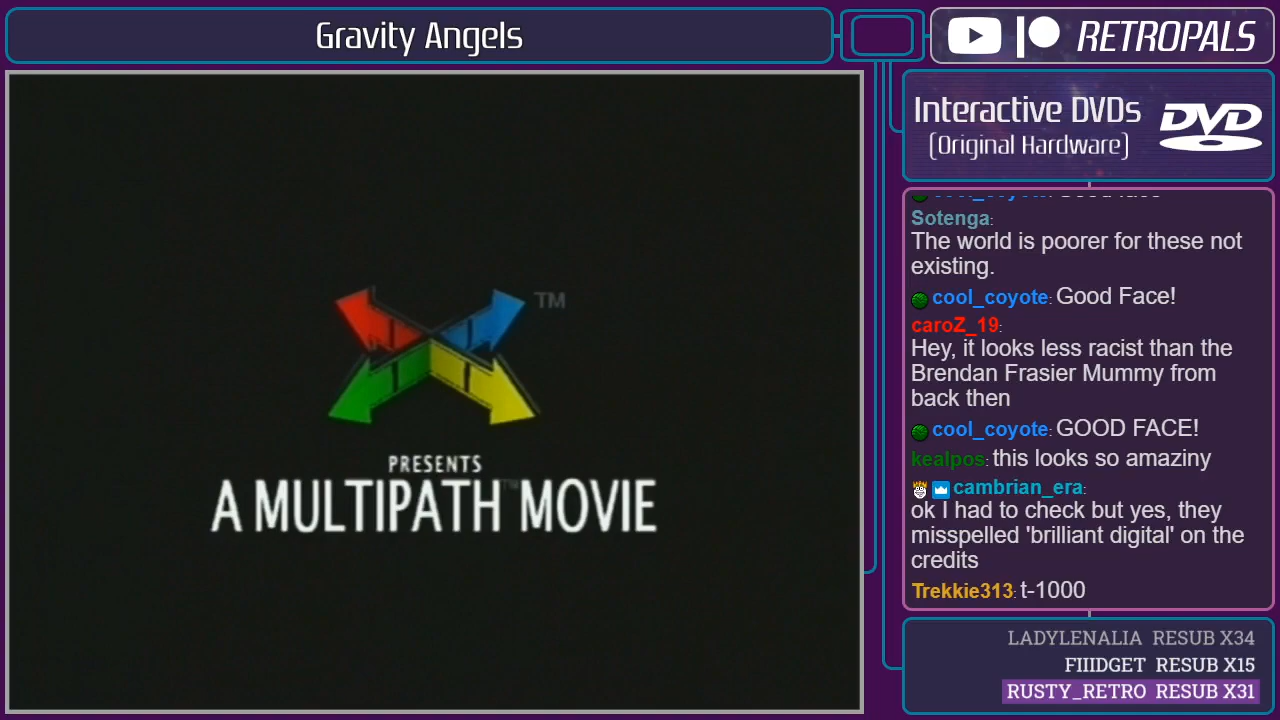 Gravity Angels
RETROPALS
Interactive DVDs
(Original Hardware)
DVD
TM
PRESENTS
A MULTIPATH™ MOVIE
Sotenga:
The world is poorer for these not
existing.
cool_coyote: Good Face!
caroZ_19:
Hey, it looks less racist than the
Brendan Frasier Mummy from
back then
cool_coyote: GOOD FACE!
kealpos: this looks so amaziny
cambrian_era:
ok I had to check but yes, they
misspelled 'brilliant digital' on the
credits
Trekkie313: t-1000
LADYLENALIA RESUB X34
FIIIDGET RESUB X15
RUSTY_RETRO RESUB X31